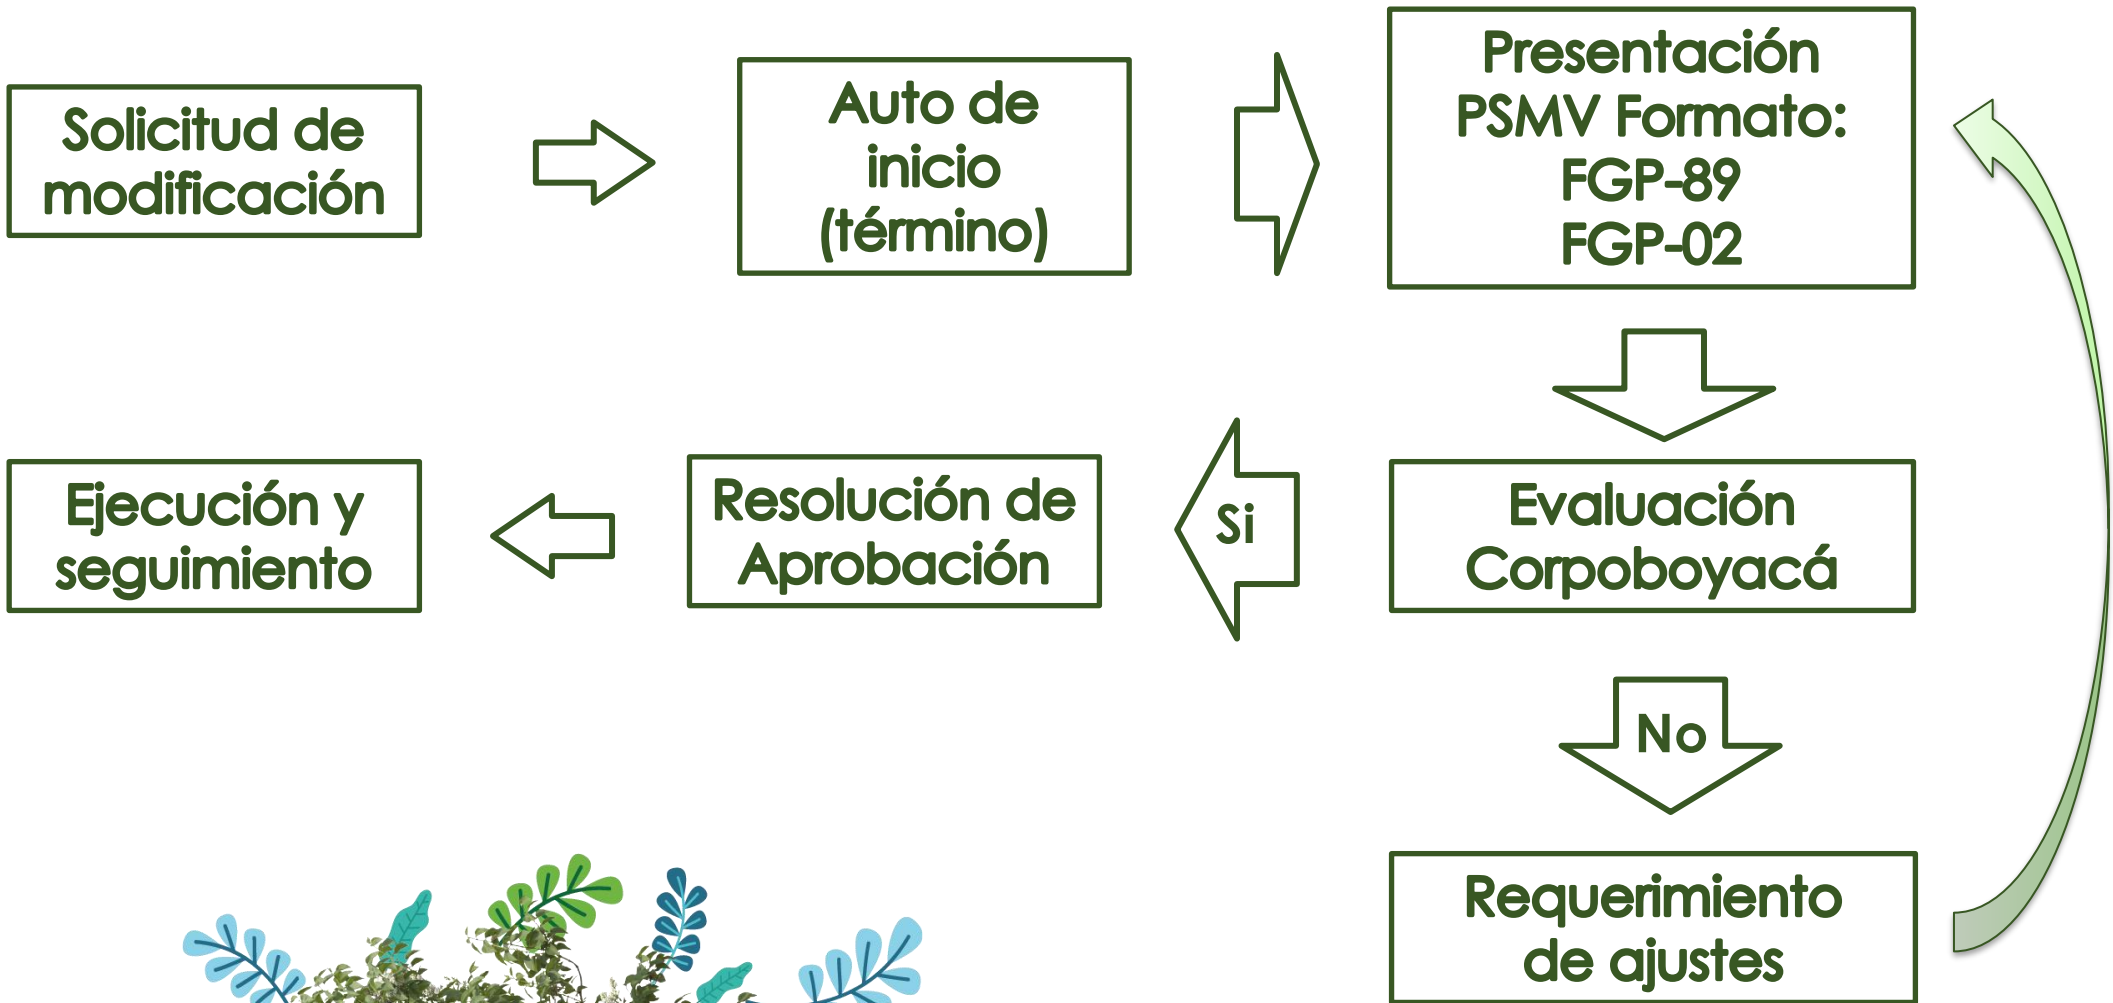 Solicitud de
modificación
Auto de
inicio
(término)
Presentación
PSMV Formato:
FGP-89
FGP-02
Evaluación
Corpoboyacá
Si
Resolución de
Aprobación
Ejecución y
seguimiento
No
Requerimiento
de ajustes